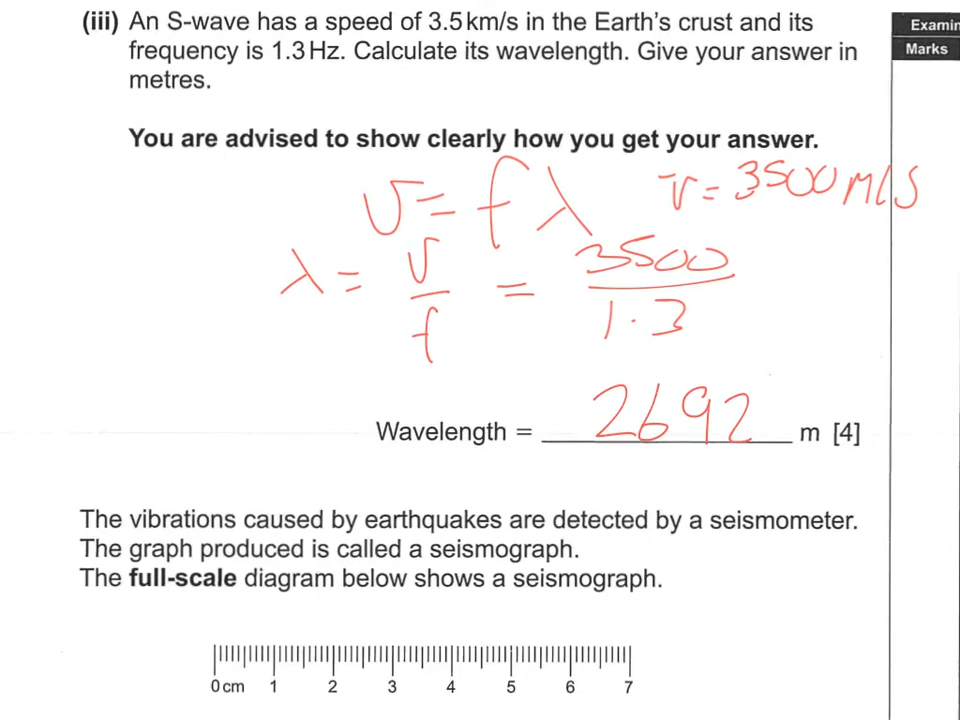 (iii) An S-wave has a speed of 3.5 km/s in the Earth's crust and its
frequency is 1.3 Hz. Calculate its wavelength. Give your answer in
metres.
Marks
You are advised to show clearly how you get your answer.
v = f λ
v = 3500 m/s
λ = v/f = 3500/1.3
Wavelength = 2692 m [4]
The vibrations caused by earthquakes are detected by a seismometer.
The graph produced is called a seismograph.
The full-scale diagram below shows a seismograph.
0 cm 1 2 3 4 5 6 7